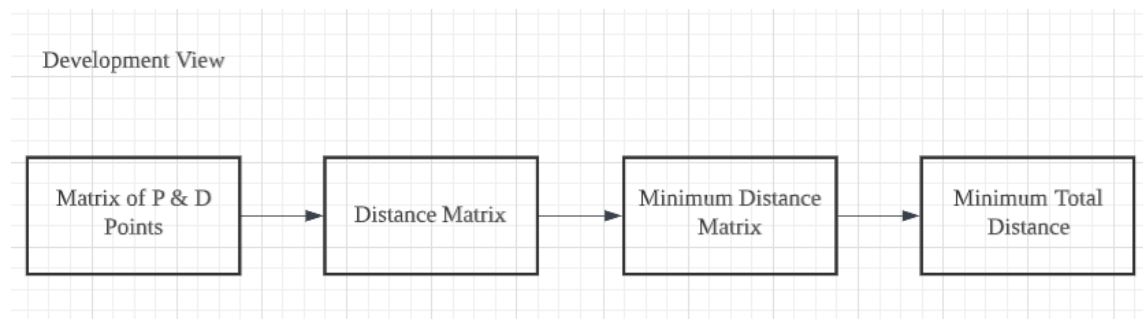 Development View
Matrix of P & D
Points
Distance Matrix
Minimum Distance
Matrix
Minimum Total
Distance